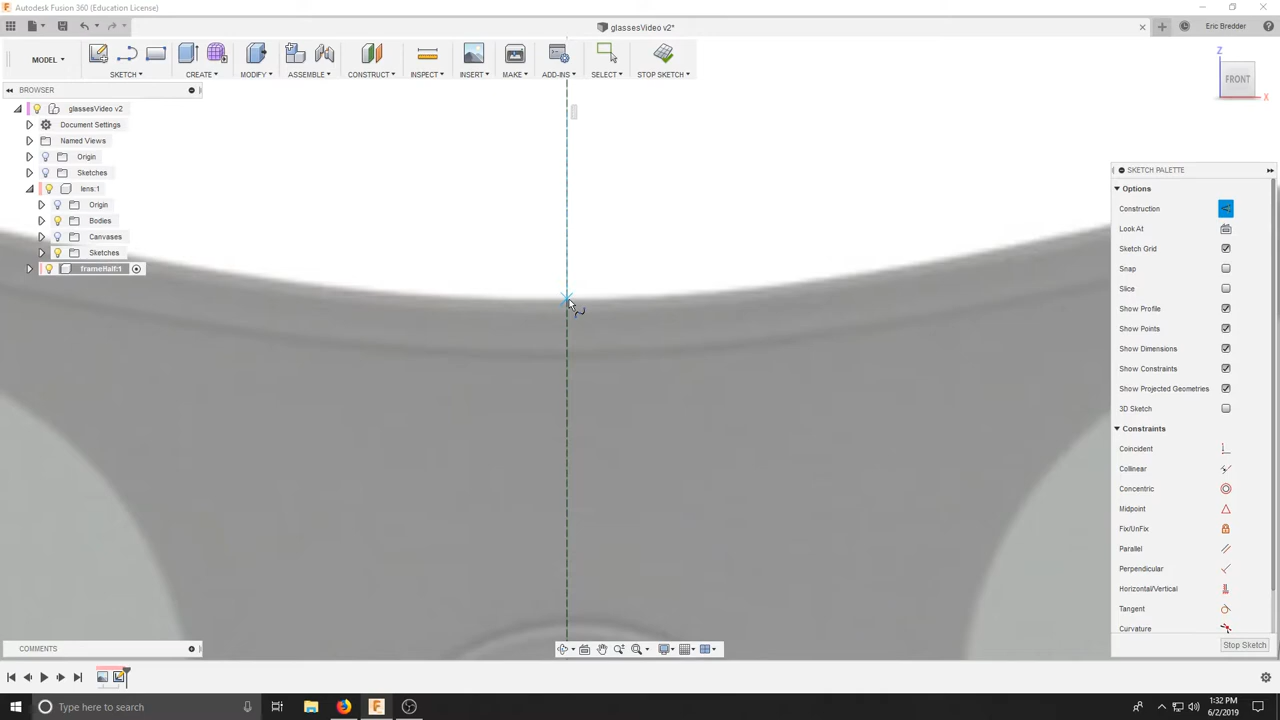 Autodesk Fusion 360 (Education License)
glassesVideo v2*
Eric Bredder
MODEL
SKETCH
CREATE
MODIFY
ASSEMBLE
CONSTRUCT
INSPECT
INSERT
MAKE
ADD-INS
SELECT
STOP SKETCH
Z
FRONT
X
BROWSER
glassesVideo v2
Document Settings
Named Views
Origin
Sketches
lens:1
Origin
Bodies
Canvases
Sketches
frameHalf:1
SKETCH PALETTE
Options
Construction
Look At
Sketch Grid
Snap
Slice
Show Profile
Show Points
Show Dimensions
Show Constraints
Show Projected Geometries
3D Sketch
Constraints
Coincident
Collinear
Concentric
Midpoint
Fix/UnFix
Parallel
Perpendicular
Horizontal/Vertical
Tangent
Curvature
Stop Sketch
COMMENTS
Type here to search
1:32 PM
6/2/2019